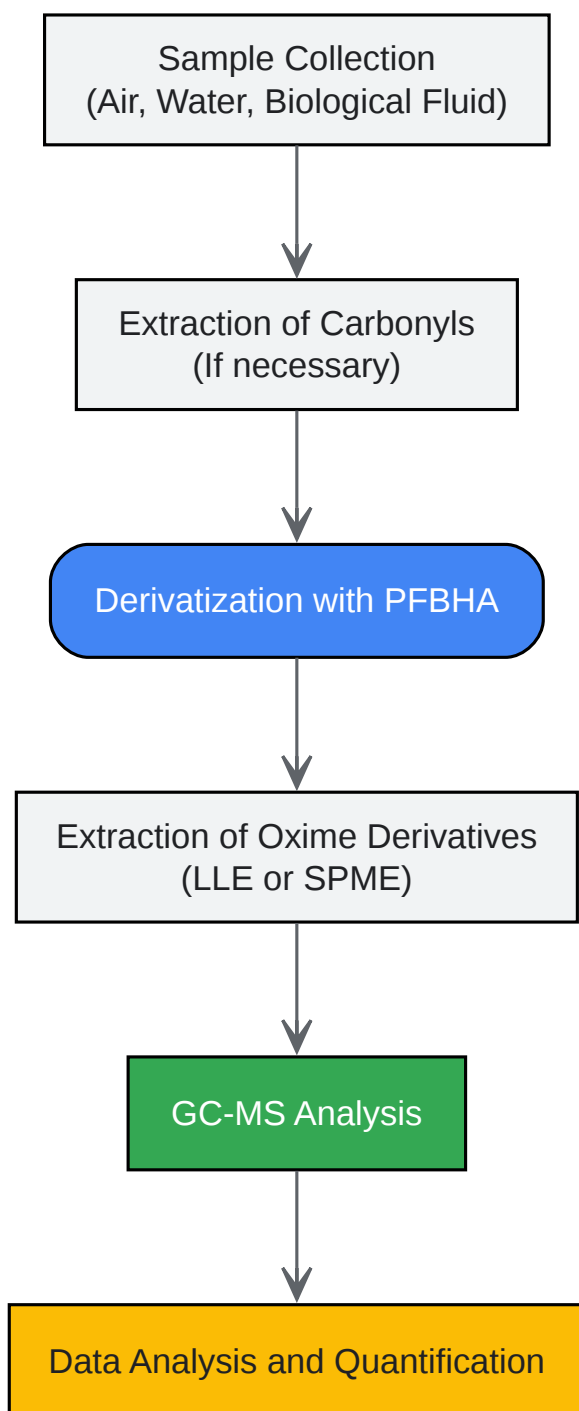 Sample Collection
(Air, Water, Biological Fluid)
Extraction of Carbonyls
(If necessary)
Derivatization with PFBHA
Extraction of Oxime Derivatives
(LLE or SPME)
GC-MS Analysis
Data Analysis and Quantification